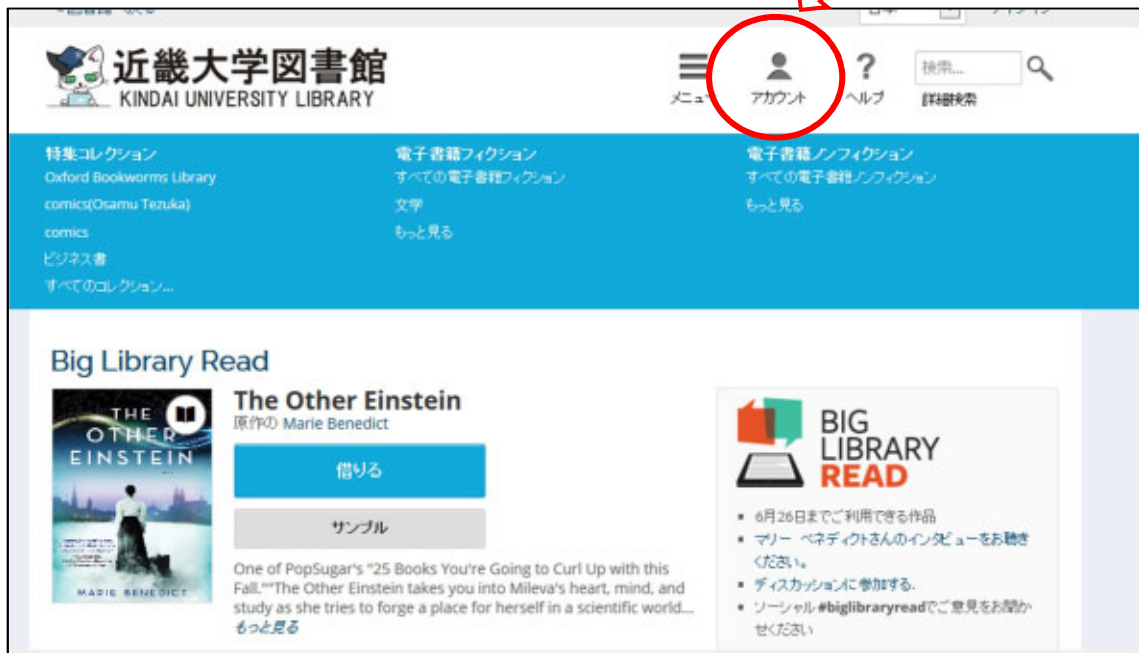 近畿大学図書館
KINDAI UNIVERSITY LIBRARY
メニュー
アカウント
ヘルプ
検索...
詳細検索
特集コレクション
Oxford Bookworms Library
comics(Osamu Tezuka)
comics
ビジネス書
すべてのコレクション...
電子書籍フィクション
すべての電子書籍フィクション
文学
もっと見る
電子書籍ノンフィクション
すべての電子書籍ノンフィクション
もっと見る
Big Library Read
THE
OTHER
EINSTEIN
MARIE BENEDICT
The Other Einstein
原作の Marie Benedict
借りる
サンプル
One of PopSugar's "25 Books You're Going to Curl Up with this
Fall.""The Other Einstein takes you into Mileva's heart, mind, and
study as she tries to forge a place for herself in a scientific world...
もっと見る
BIG
LIBRARY
READ
6月26日までご利用できる作品
マリー ベネディクトさんのインタビューをお聴き
ください。
ディスカッションに参加する.
ソーシャル #biglibraryreadでご意見をお聞か
せください